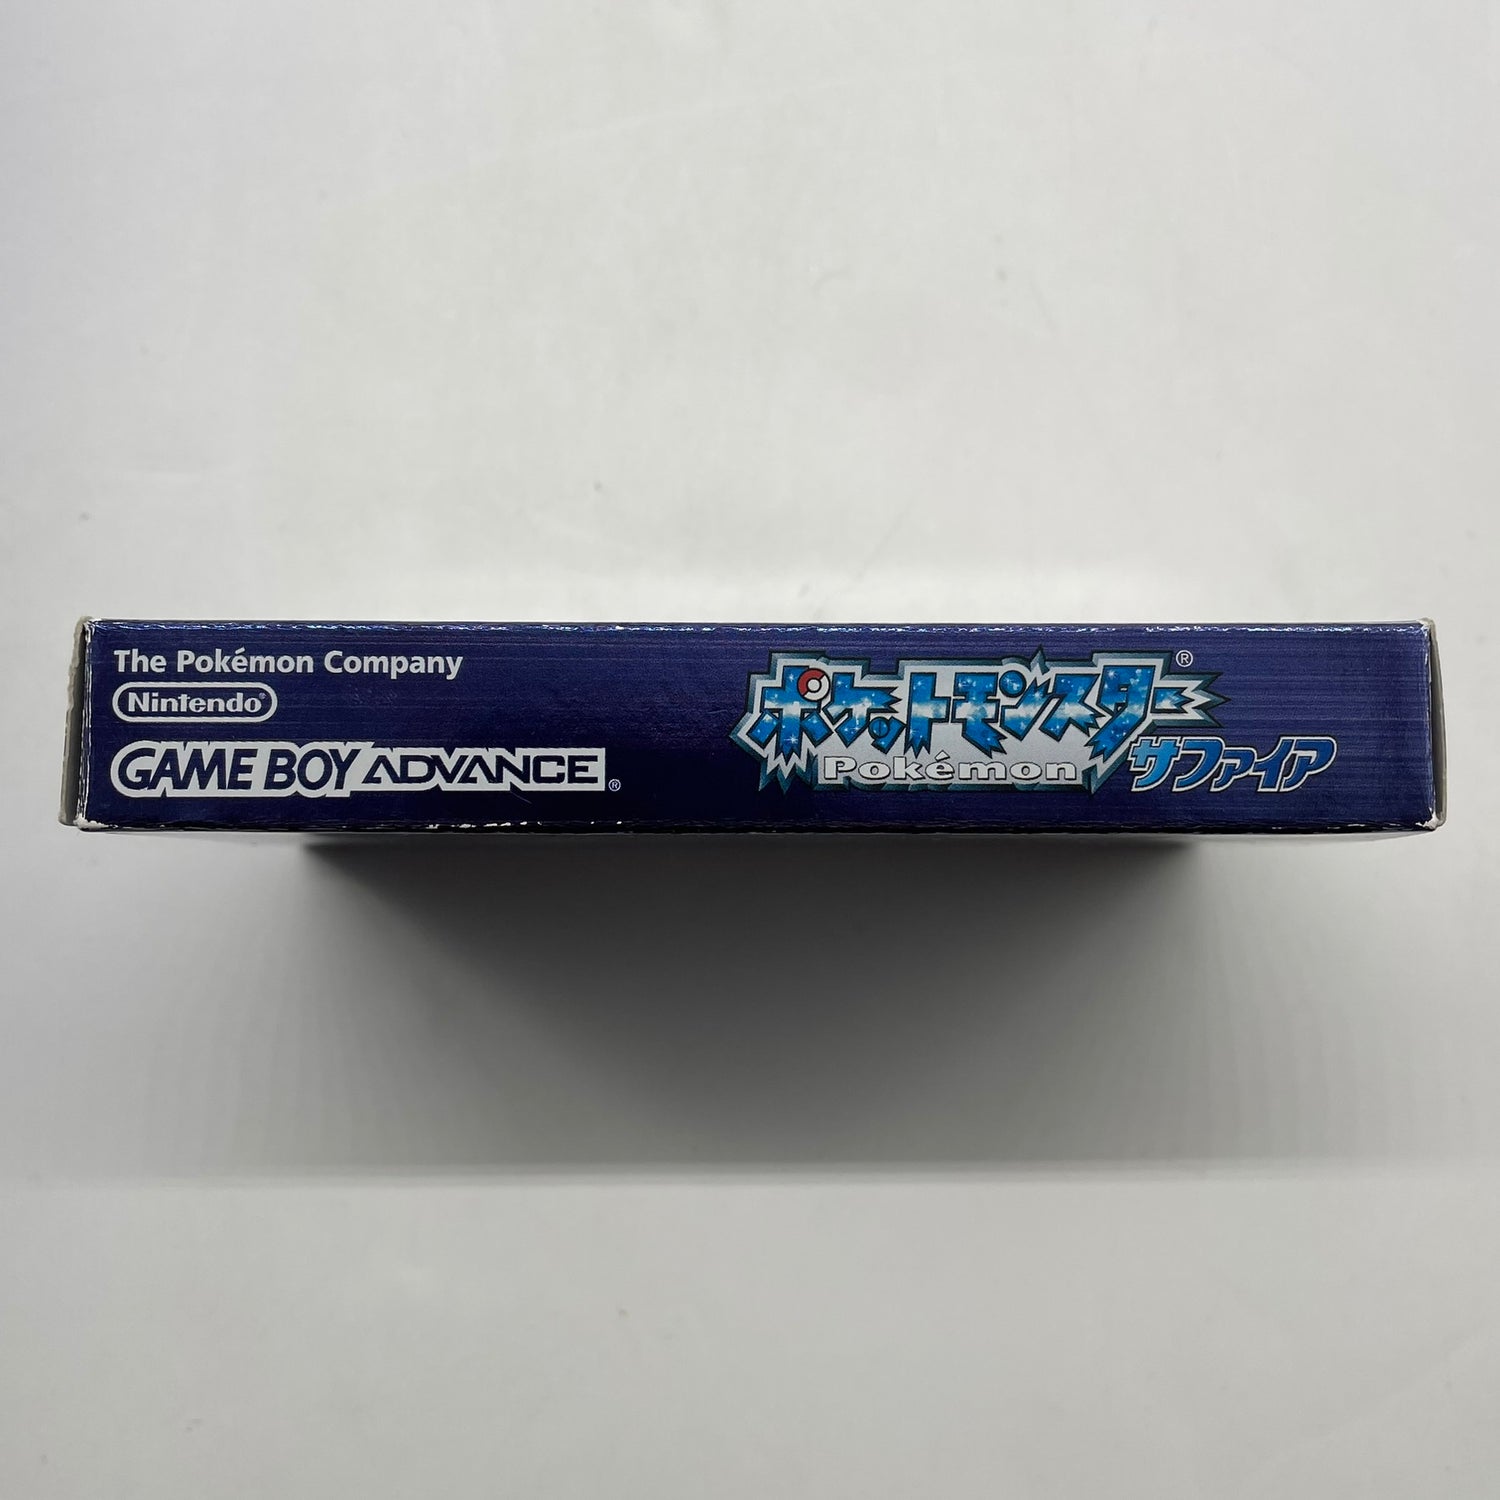 The Pokémon Company
Nintendo®
GAME BOY ADVANCE®
ポケットモンスター®
Pokémon
サファイア